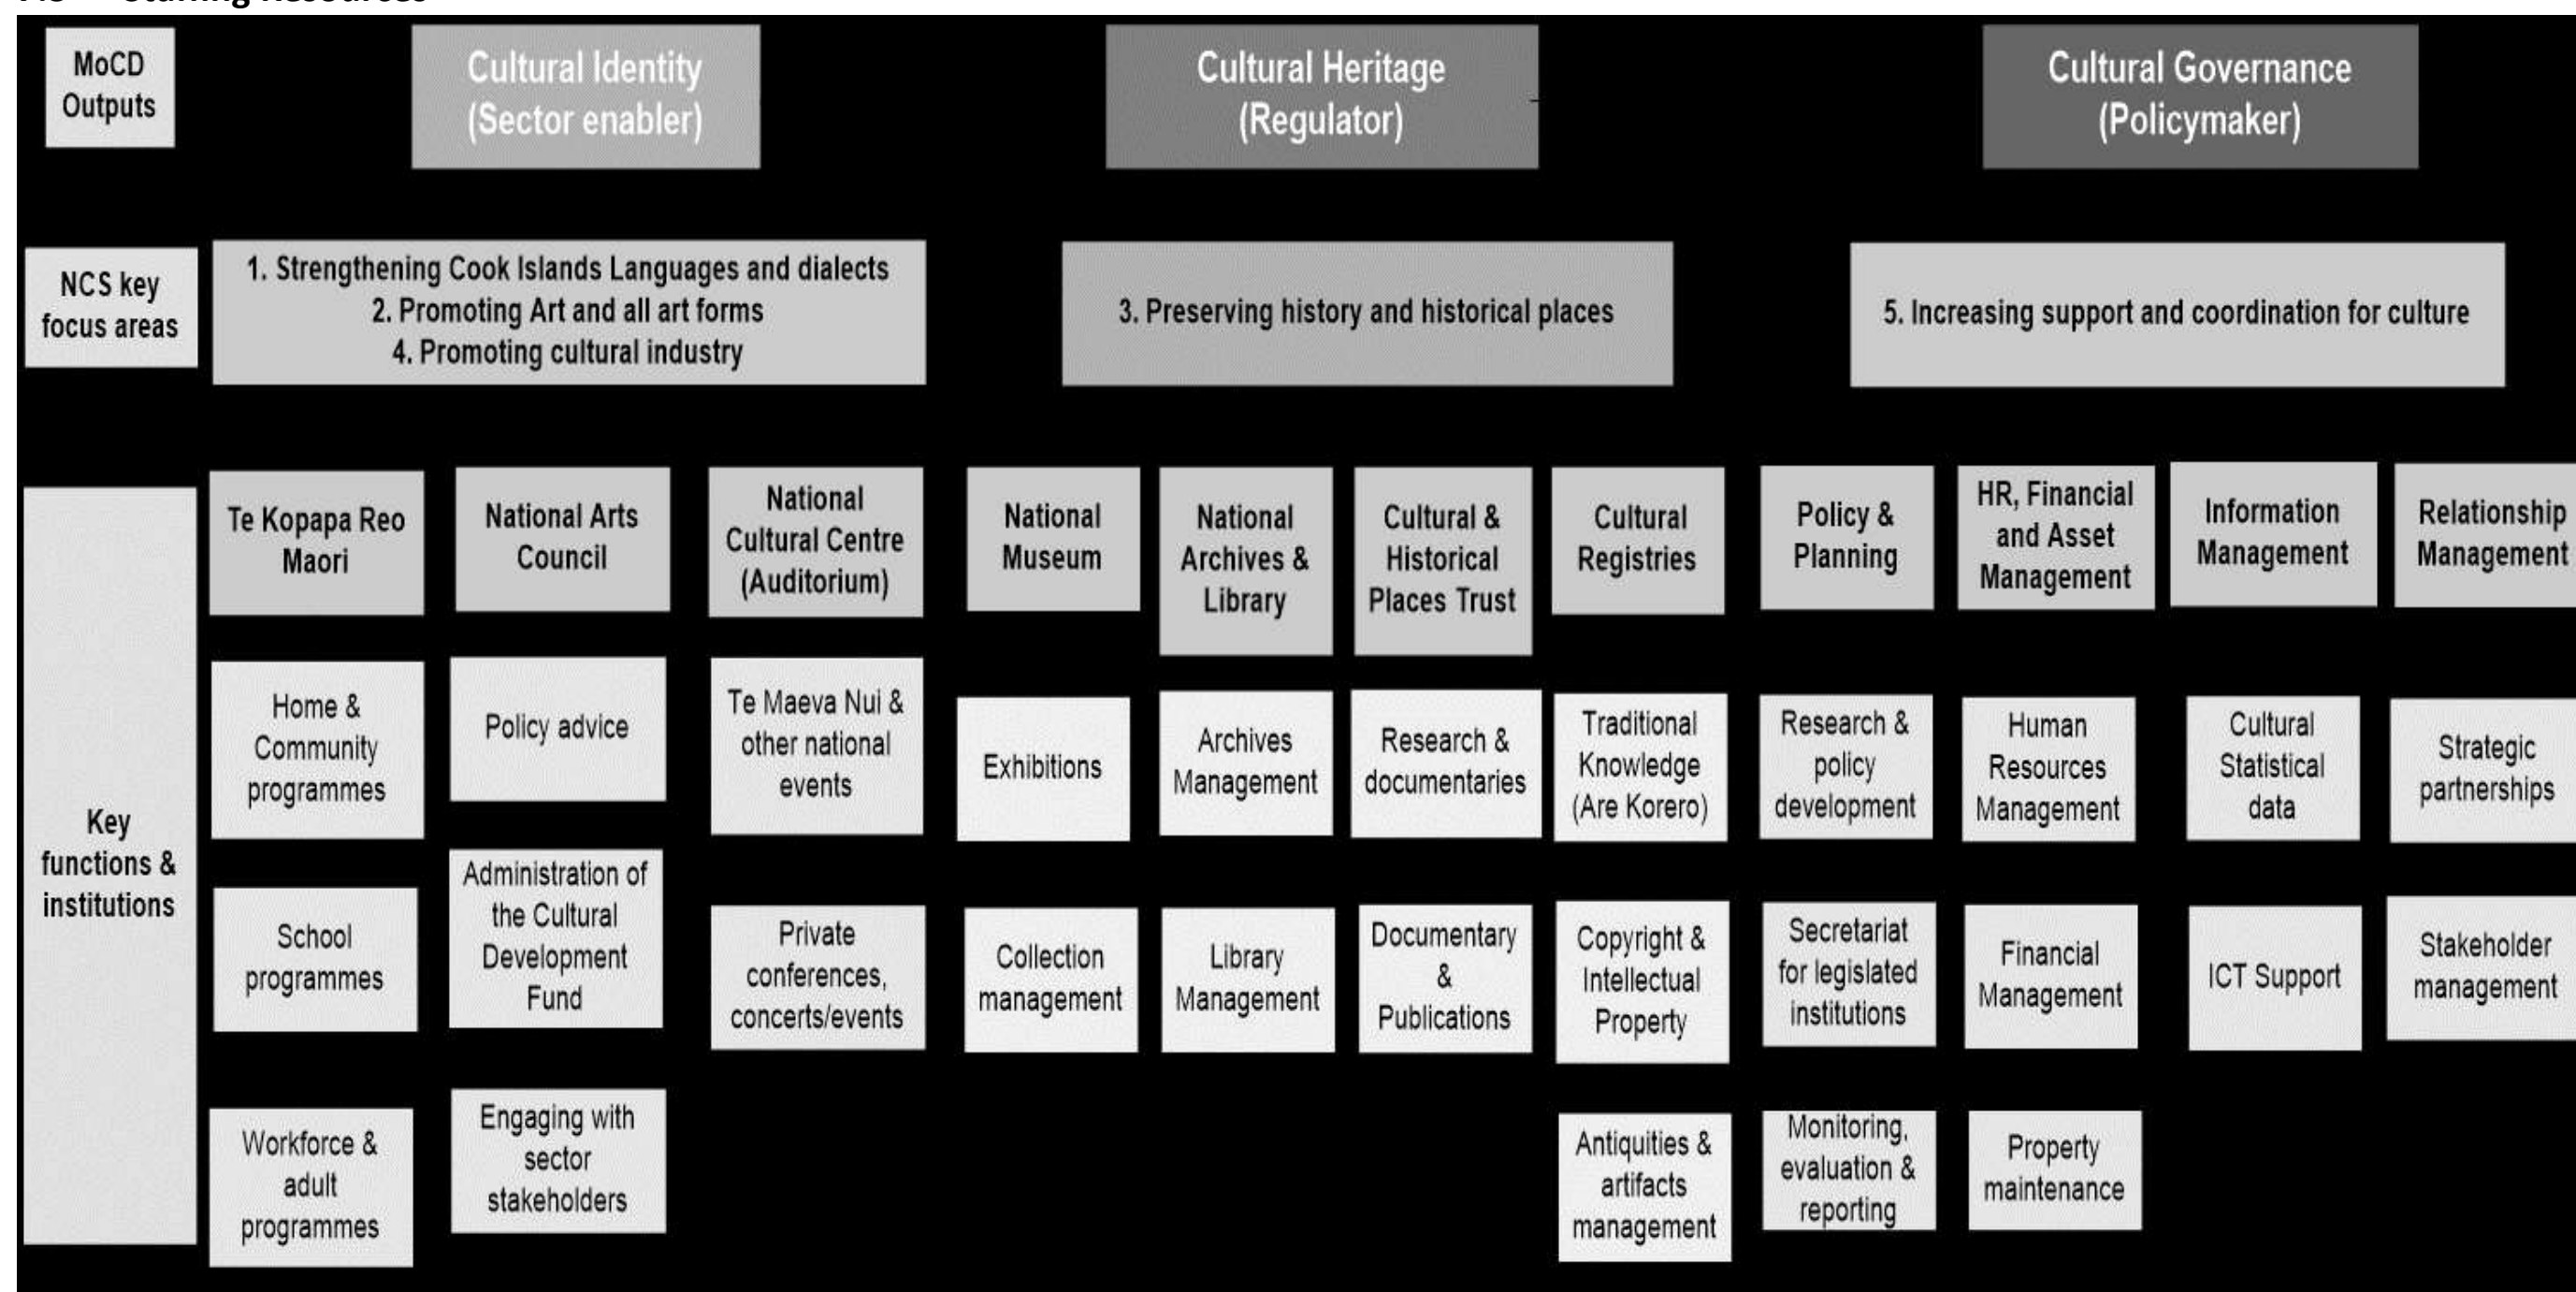 Staffing Resources
MoCD
Outputs
Cultural Identity
(Sector enabler)
Cultural Heritage
(Regulator)
Cultural Governance
(Policymaker)
NCS key
focus areas
1. Strengthening Cook Islands Languages and dialects
2. Promoting Art and all art forms
4. Promoting cultural industry
3. Preserving history and historical places
5. Increasing support and coordination for culture
Key
functions &
institutions
Te Kopapa Reo
Maori
National Arts
Council
National
Cultural Centre
(Auditorium)
National
Museum
National
Archives &
Library
Cultural &
Historical
Places Trust
Cultural
Registries
Policy &
Planning
HR, Financial
and Asset
Management
Information
Management
Relationship
Management
Home &
Community
programmes
Policy advice
Te Maeva Nui &
other national
events
Exhibitions
Archives
Management
Research &
documentaries
Traditional
Knowledge
(Are Korero)
Research &
policy
development
Human
Resources
Management
Cultural
Statistical
data
Strategic
partnerships
School
programmes
Administration of
the Cultural
Development
Fund
Private
conferences,
concerts/events
Collection
management
Library
Management
Documentary
&
Publications
Copyright &
Intellectual
Property
Secretariat
for legislated
institutions
Financial
Management
ICT Support
Stakeholder
management
Workforce &
adult
programmes
Engaging with
sector
stakeholders
Antiquities &
artifacts
management
Monitoring,
evaluation &
reporting
Property
maintenance